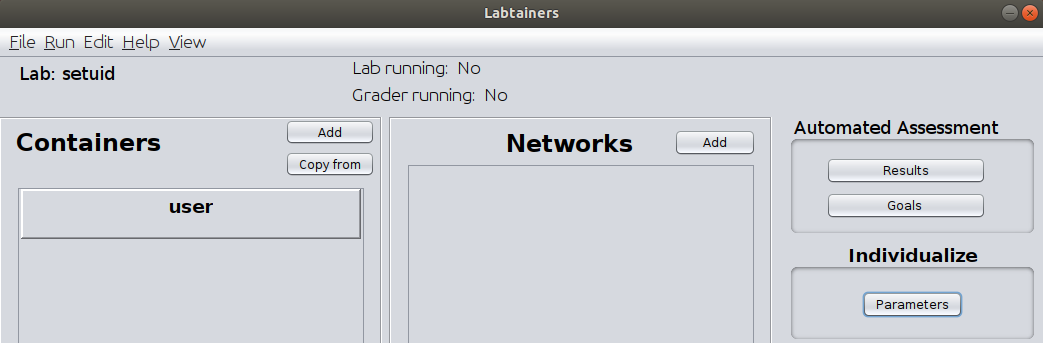 Labtainers
File Run Edit Help View
Lab: setuid
Lab running: No
Grader running: No
Containers
Add
Copy from
user
Networks
Add
Automated Assessment
Results
Goals
Individualize
Parameters